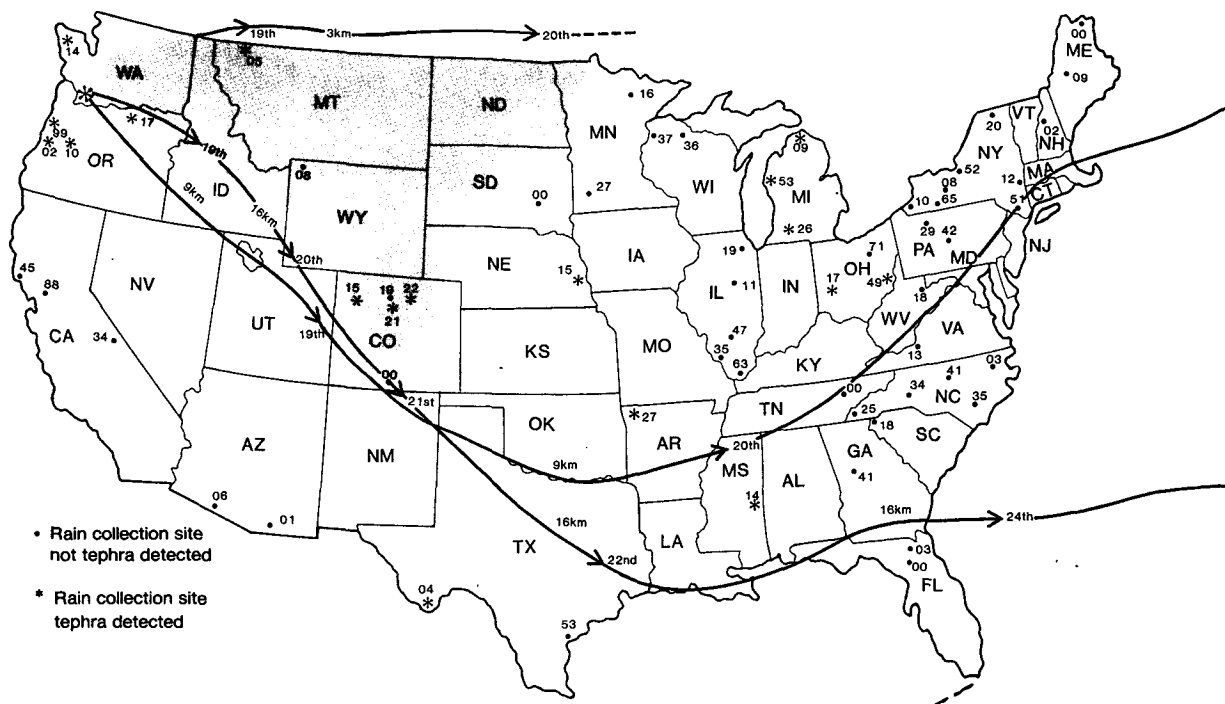 19th
3km
20th
00
ME
14
WA
05
MT
ND
MN
16
09
VT
20
02
NH
17
99
02
10
OR
19th
37
36
09
NY
52
MA
12
CT
08
ID
9km
16km
WY
SD
00
27
WI
53
MI
26
08
10
65
51
20th
NE
IA
19
29
42
PA
MD
NJ
71
OH
17
49
15
45
88
NV
15
19
22
21
11
IL
IN
18
WV
VA
CA
34
UT
19th
CO
KS
MO
47
35
63
KY
13
03
00
21st
41
34
NC
35
00
TN
25
18
27
AZ
NM
OK
AR
20th
SC
GA
41
9km
MS
AL
14
06
01
16km
TX
LA
16km
24th
22nd
03
00
FL
• Rain collection site
not tephra detected
* Rain collection site
tephra detected
04
53